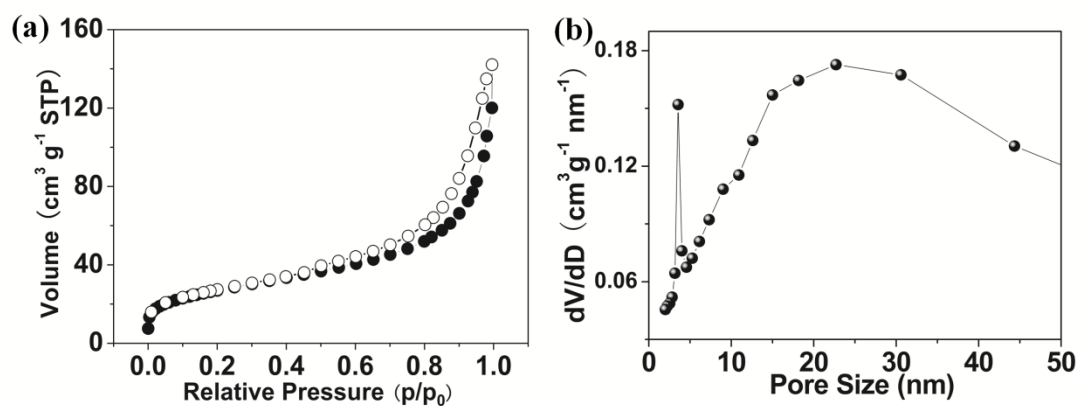 (a)
160
120
80
40
0
Volume (cm³ g⁻¹ STP)
0.0 0.2 0.4 0.6 0.8 1.0
Relative Pressure (p/p₀)
(b)
0.18
0.12
0.06
dV/dD (cm³g⁻¹ nm⁻¹)
0 10 20 30 40 50
Pore Size (nm)